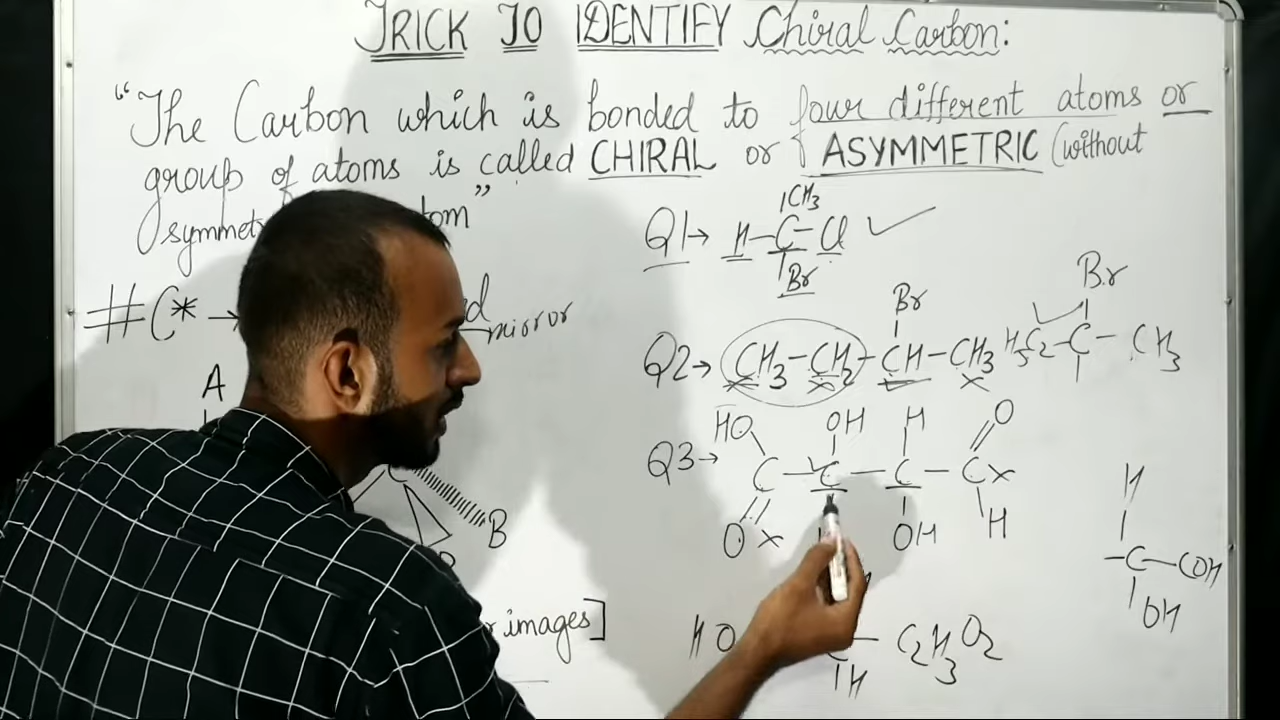 TRICK TO IDENTIFY Chiral Carbon:
"The Carbon which is bonded to four different atoms or
group of atoms is called CHIRAL or ASYMMETRIC (without
symmet tom"
Q1→ H-C-Cl ✓
CH3
Br
#C* → d
mirror
Br
Q2→ CH3-CH2-CH-CH3
x x x
Br
H5C2-C-CH3
A
Q3→ HO OH H O
C-C-C-C x
O x OH H
B
H
-C-COH
OH
images]
HO C2H3O2
H